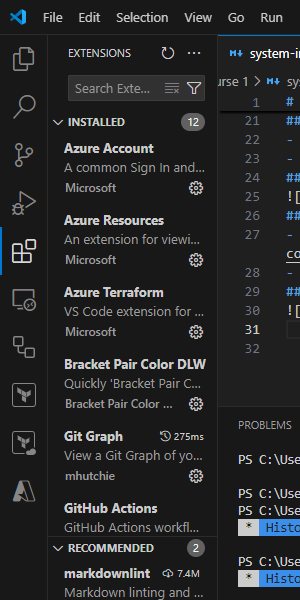 File Edit Selection View Go Run
EXTENSIONS
Search Exte...
INSTALLED 12
Azure Account
A common Sign In and...
Microsoft
Azure Resources
An extension for viewi...
Microsoft
Azure Terraform
VS Code extension for ...
Microsoft
Bracket Pair Color DLW
Quickly 'Bracket Pair C...
Bracket Pair Color ...
Git Graph 275ms
View a Git Graph of yo...
mhutchie
GitHub Actions
GitHub Actions workfl...
RECOMMENDED 2
markdownlint 7.4M
Markdown linting and ...
system-i
urse 1 > sy
1 #
21 ##
22 -
23 -
24 ##
25 ![
26 ##
27 -
co
28 -
29 ##
30 ![
31
32
PROBLEMS
PS C:\Use
PS C:\Use
PS C:\Use
* Histo
PS C:\Use
* Histo